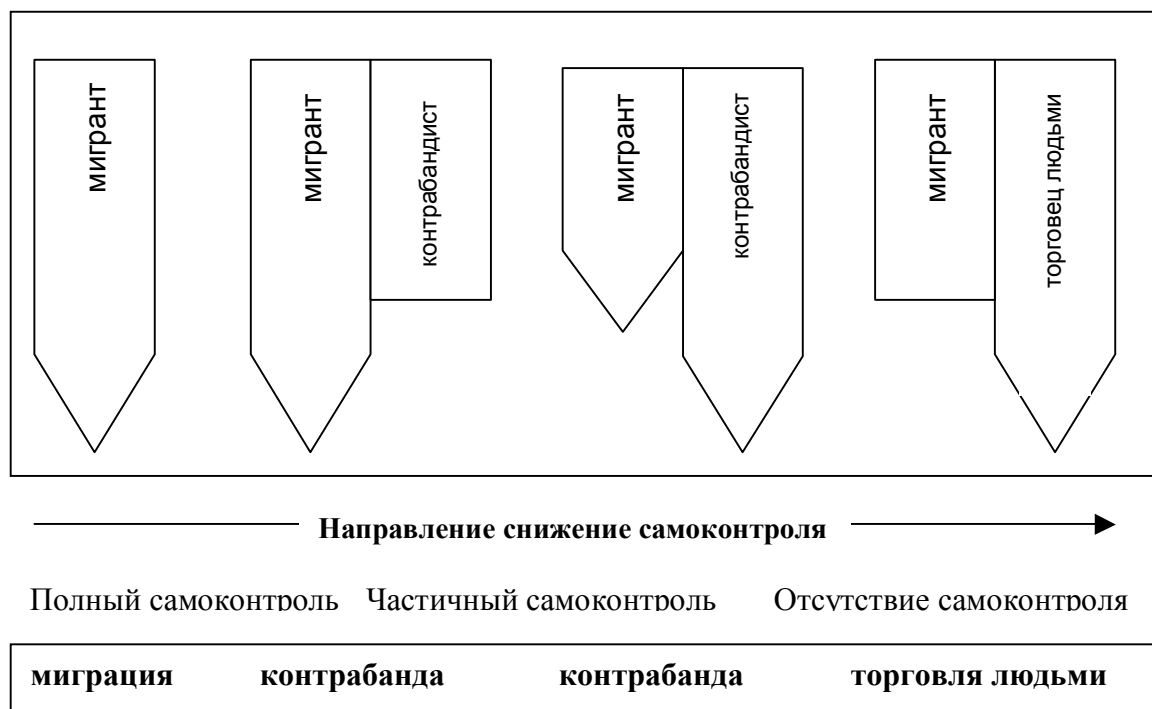 мигрант
мигрант
контрабандист
мигрант
контрабандист
мигрант
торговец людьми
Направление снижение самоконтроля
Полный самоконтроль Частичный самоконтроль Отсутствие самоконтроля
миграция контрабанда контрабанда торговля людьми